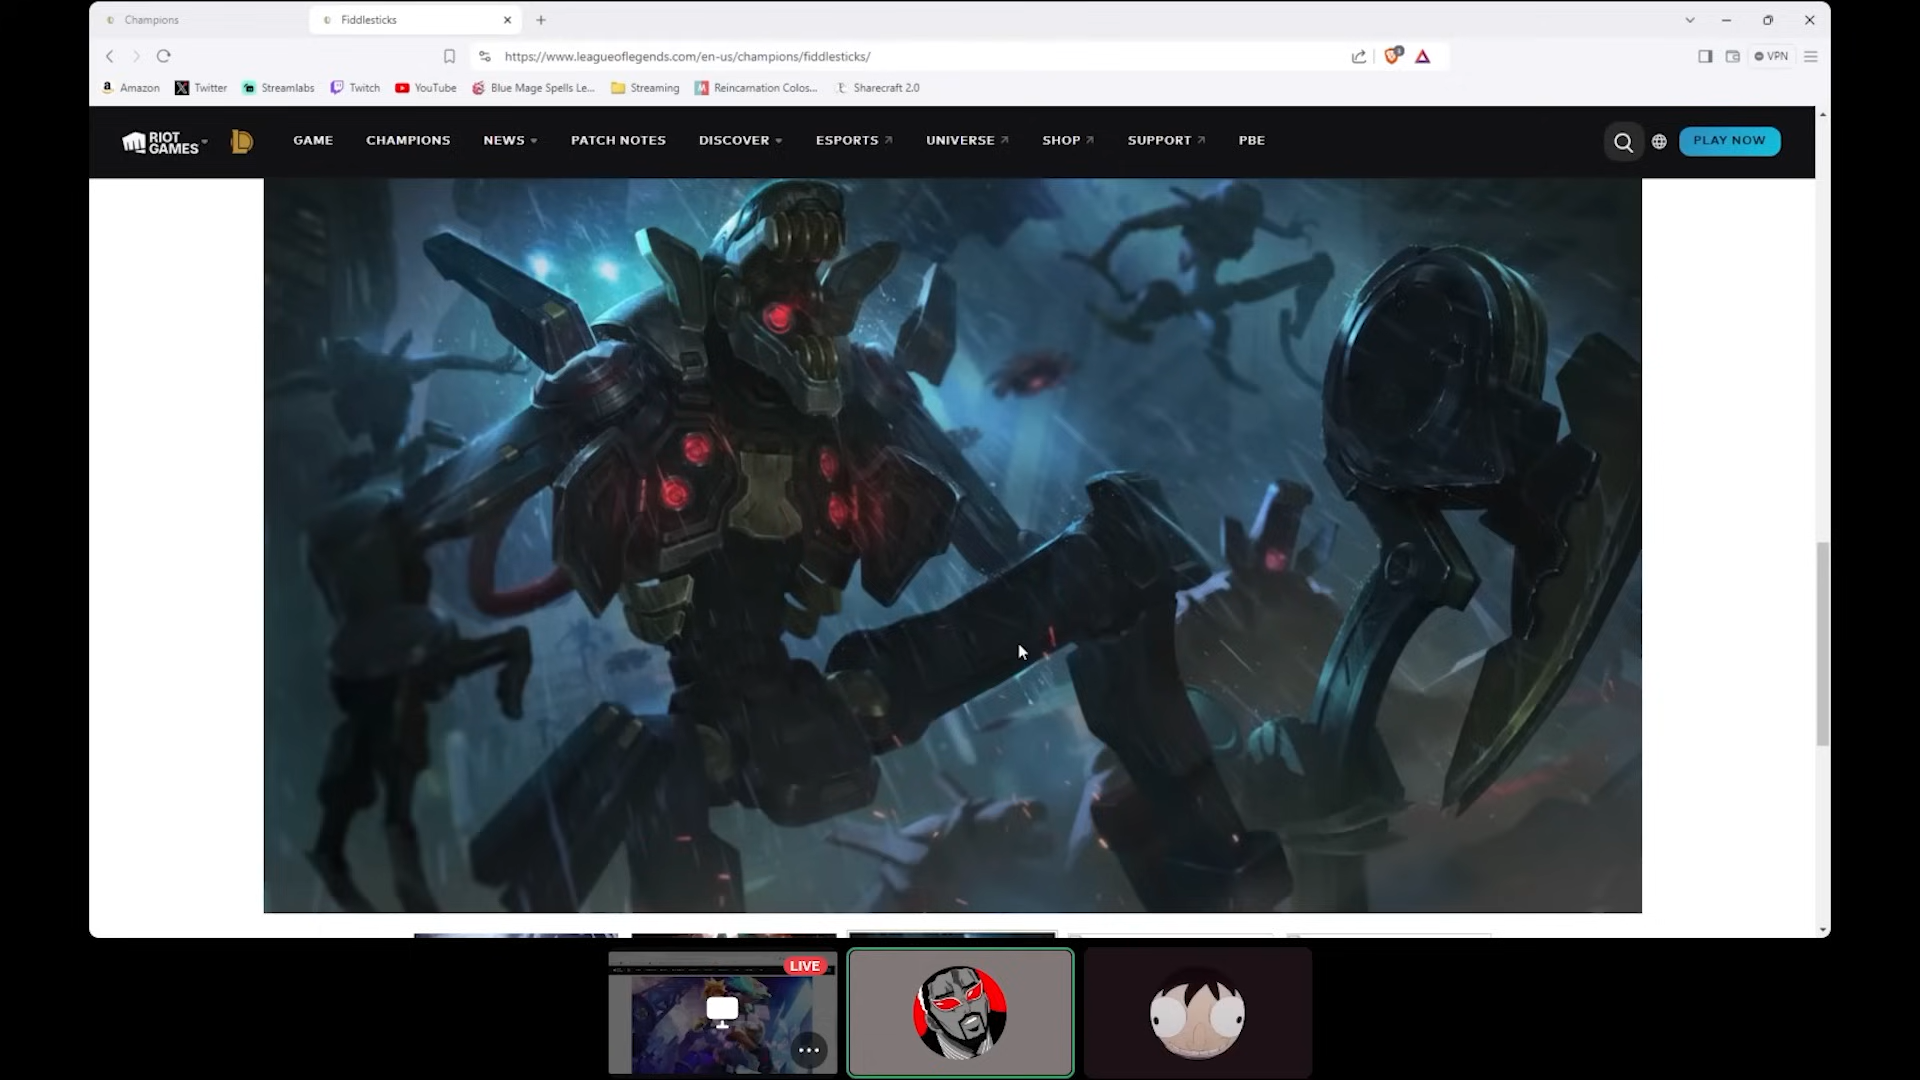 Champions
Fiddlesticks
https://www.leagueoflegends.com/en-us/champions/fiddlesticks/
VPN
Amazon
Twitter
Streamlabs
Twitch
YouTube
Blue Mage Spells Le...
Streaming
Reincarnation Colos...
Sharecraft 2.0
RIOT
GAMES
GAME
CHAMPIONS
NEWS
PATCH NOTES
DISCOVER
ESPORTS
UNIVERSE
SHOP
SUPPORT
PBE
PLAY NOW
LIVE